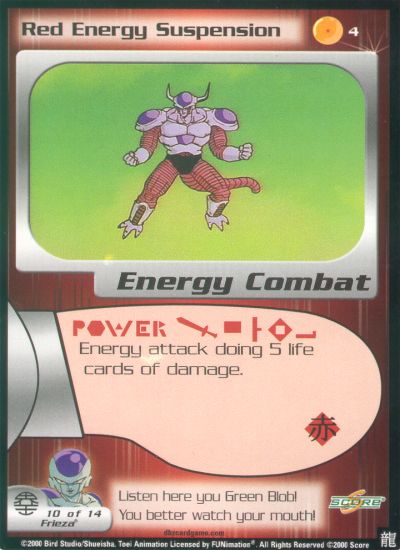 Red Energy Suspension
4
Energy Combat
POWER
Energy attack doing 5 life
cards of damage.
赤
10 of 14
Frieza
Listen here you Green Blob!
You better watch your mouth!
SCORE
dbzcardgame.com
©2000 Bird Studio/Shueisha, Toei Animation Licensed by FUNimation®. All Rights Reserved ©2000 Score
龍